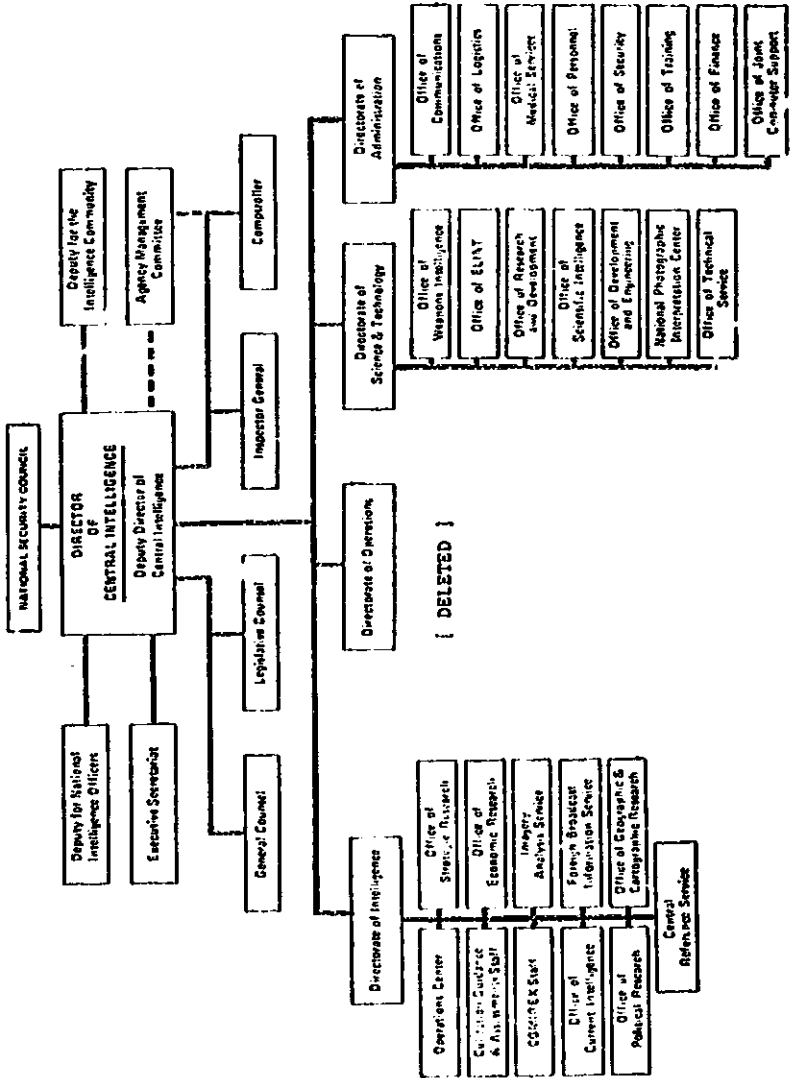 NATIONAL SECURITY COUNCIL
DIRECTOR
OF
CENTRAL INTELLIGENCE
Deputy Director of
Central Intelligence
Deputy for National
Intelligence Officers
Executive Secretariat
Deputy for the
Intelligence Community
Agency Management
Committee
General Counsel
Legislative Counsel
Inspector General
Comptroller
Directorate of Intelligence
Directorate of Operations
Directorate of
Science & Technology
Directorate of
Administration
Operations Center
Office of
Strategic Research
Guidance
& Staff
Office of
Economic Research
COMIREX Staff
Imagery
Analysis Service
Office of
Current Intelligence
Foreign Broadcast
Information Service
Office of
Political Research
Office of Geographic &
Cartographic Research
Central
Reference Service
[ DELETED ]
Office of
Weapons Intelligence
Office of ELINT
Office of Research
and Development
Office of
Scientific Intelligence
Office of Development
and Engineering
National Photographic
Interpretation Center
Office of Technical
Service
Office of
Communications
Office of Logistics
Office of
Medical Services
Office of Personnel
Office of Security
Office of Training
Office of Finance
Office of Joint
Computer Support